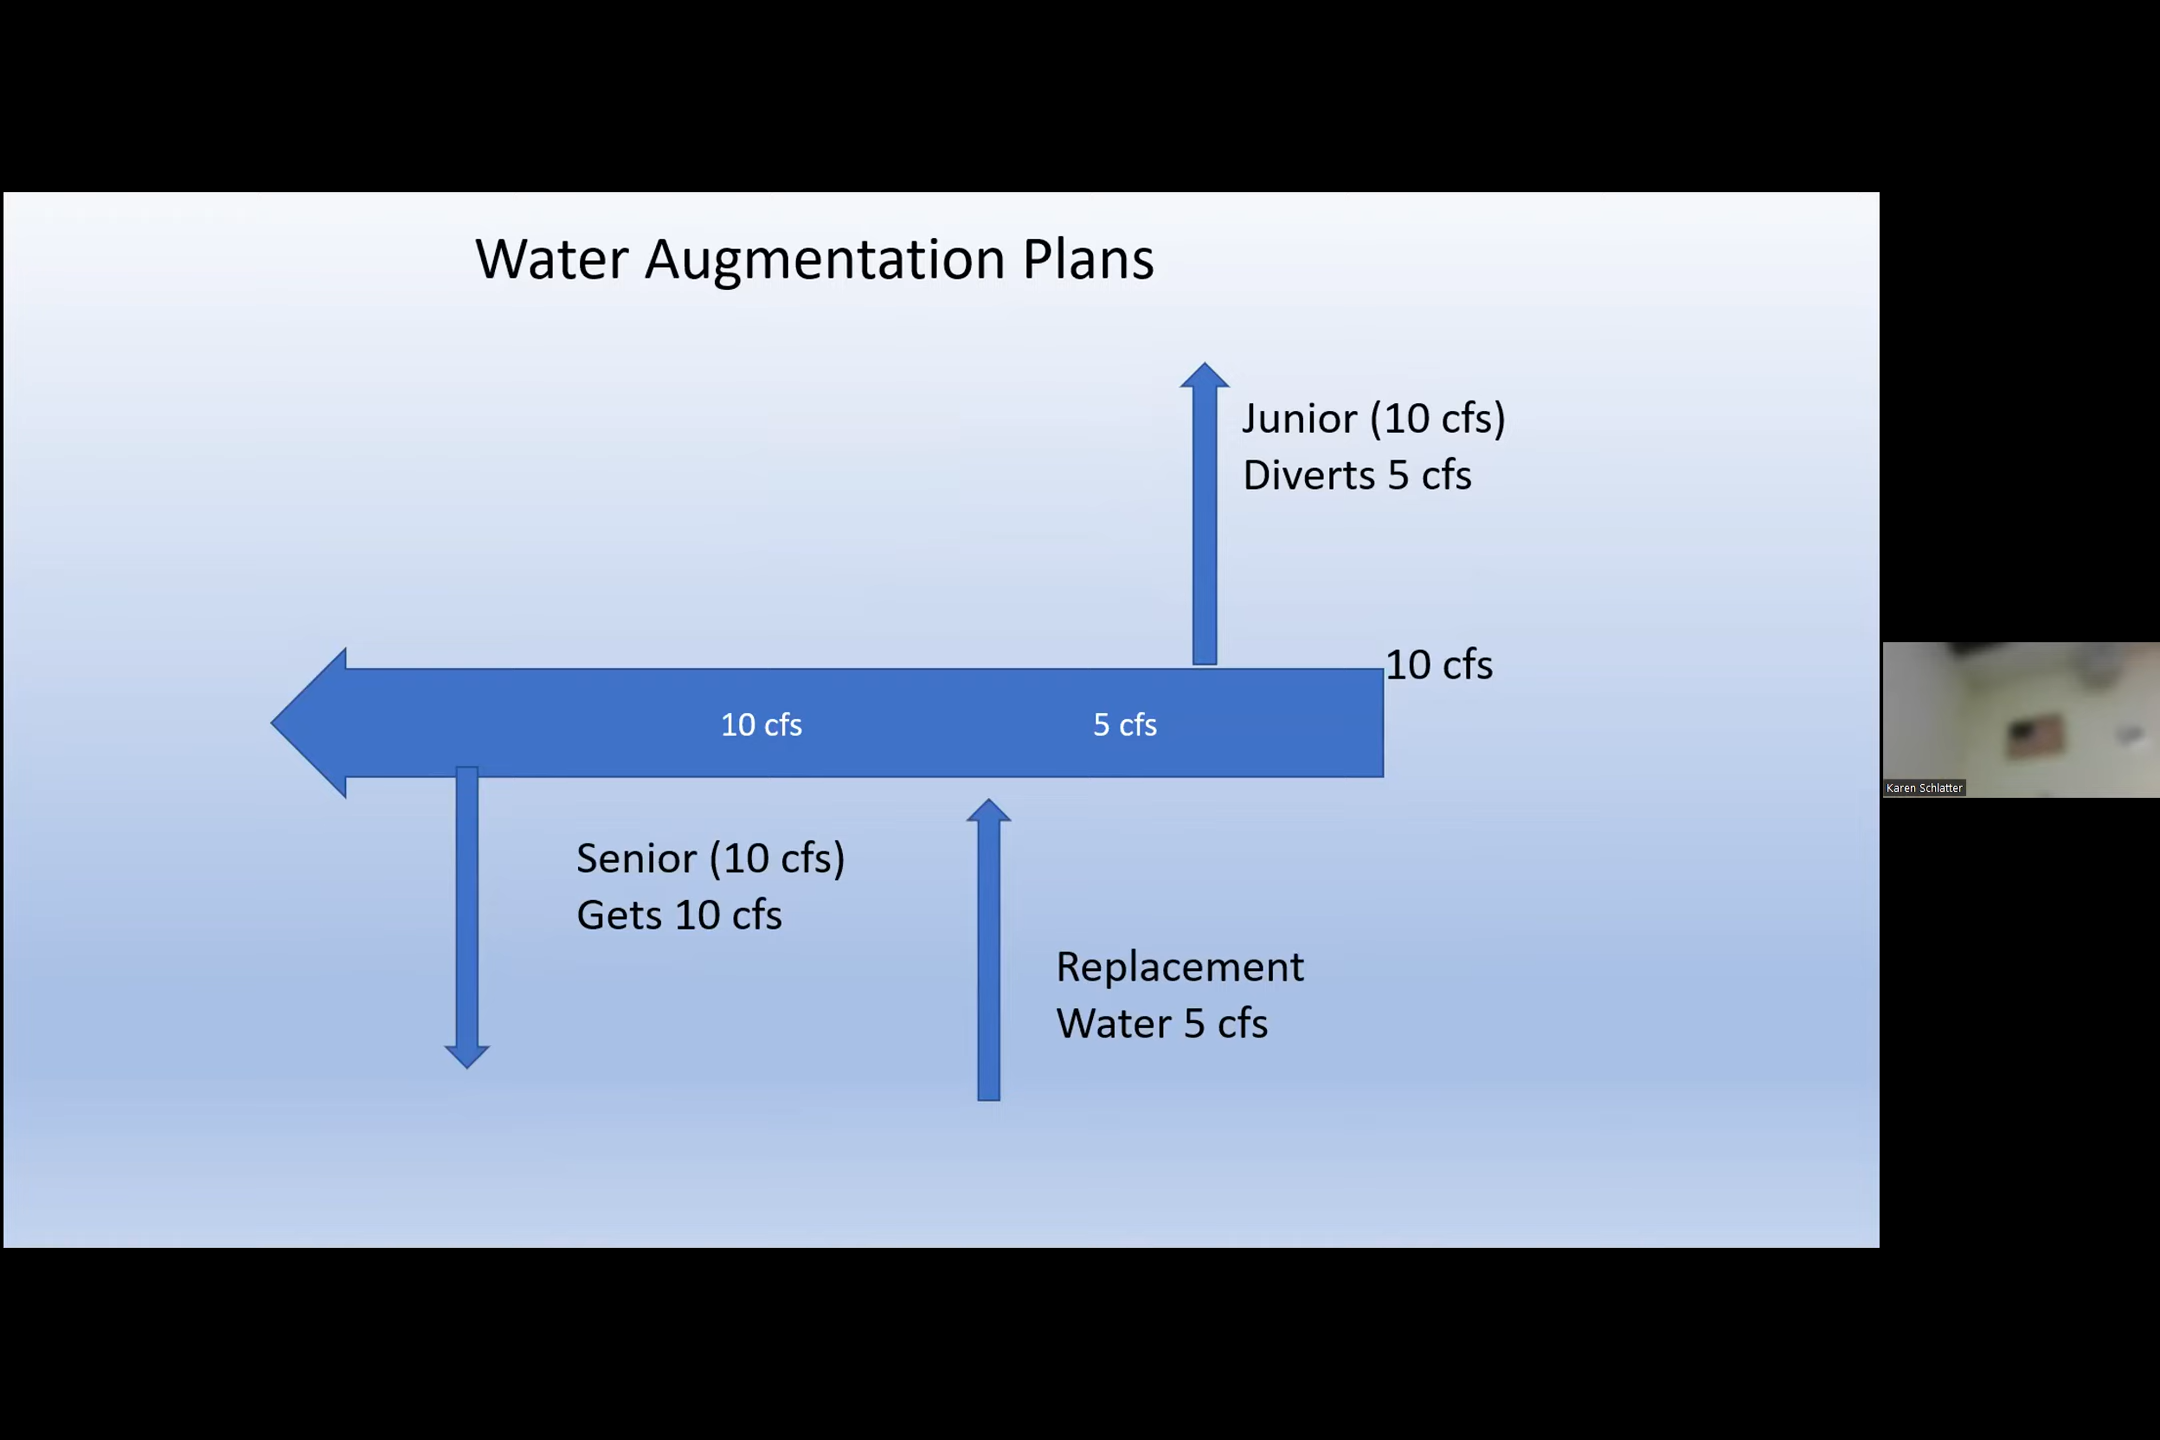 Water Augmentation Plans
Junior (10 cfs)
Diverts 5 cfs
10 cfs
10 cfs
5 cfs
Senior (10 cfs)
Gets 10 cfs
Replacement
Water 5 cfs
Karen Schlatter